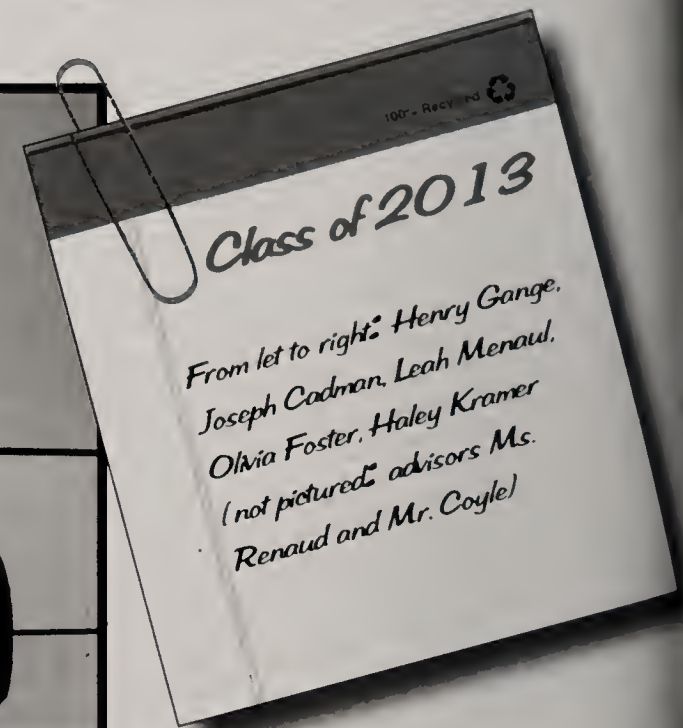 100% Recy
Class of 2013
From let to right: Henry Gange,
Joseph Cadman, Leah Menaul,
Olivia Foster, Haley Kramer
(not pictured: advisors Ms.
Renaud and Mr. Coyle)